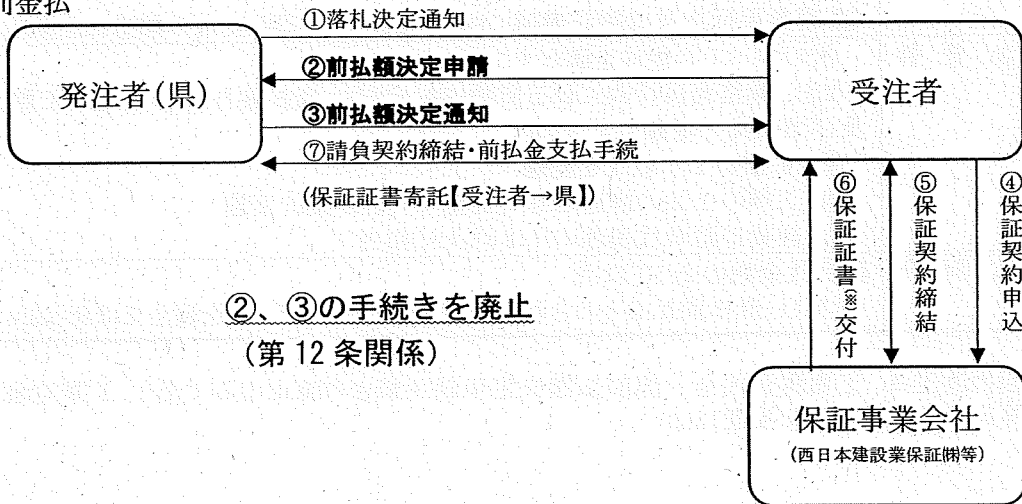 前金払
①落札決定通知
発注者(県)
②前払額決定申請
受注者
③前払額決定通知
⑦請負契約締結・前払金支払手続
(保証証書寄託【受注者→県】)
⑥保証証書(※)交付
⑤保証契約締結
④保証契約申込
②、③の手続きを廃止
(第12条関係)
保証事業会社
(西日本建設業保証㈱等)